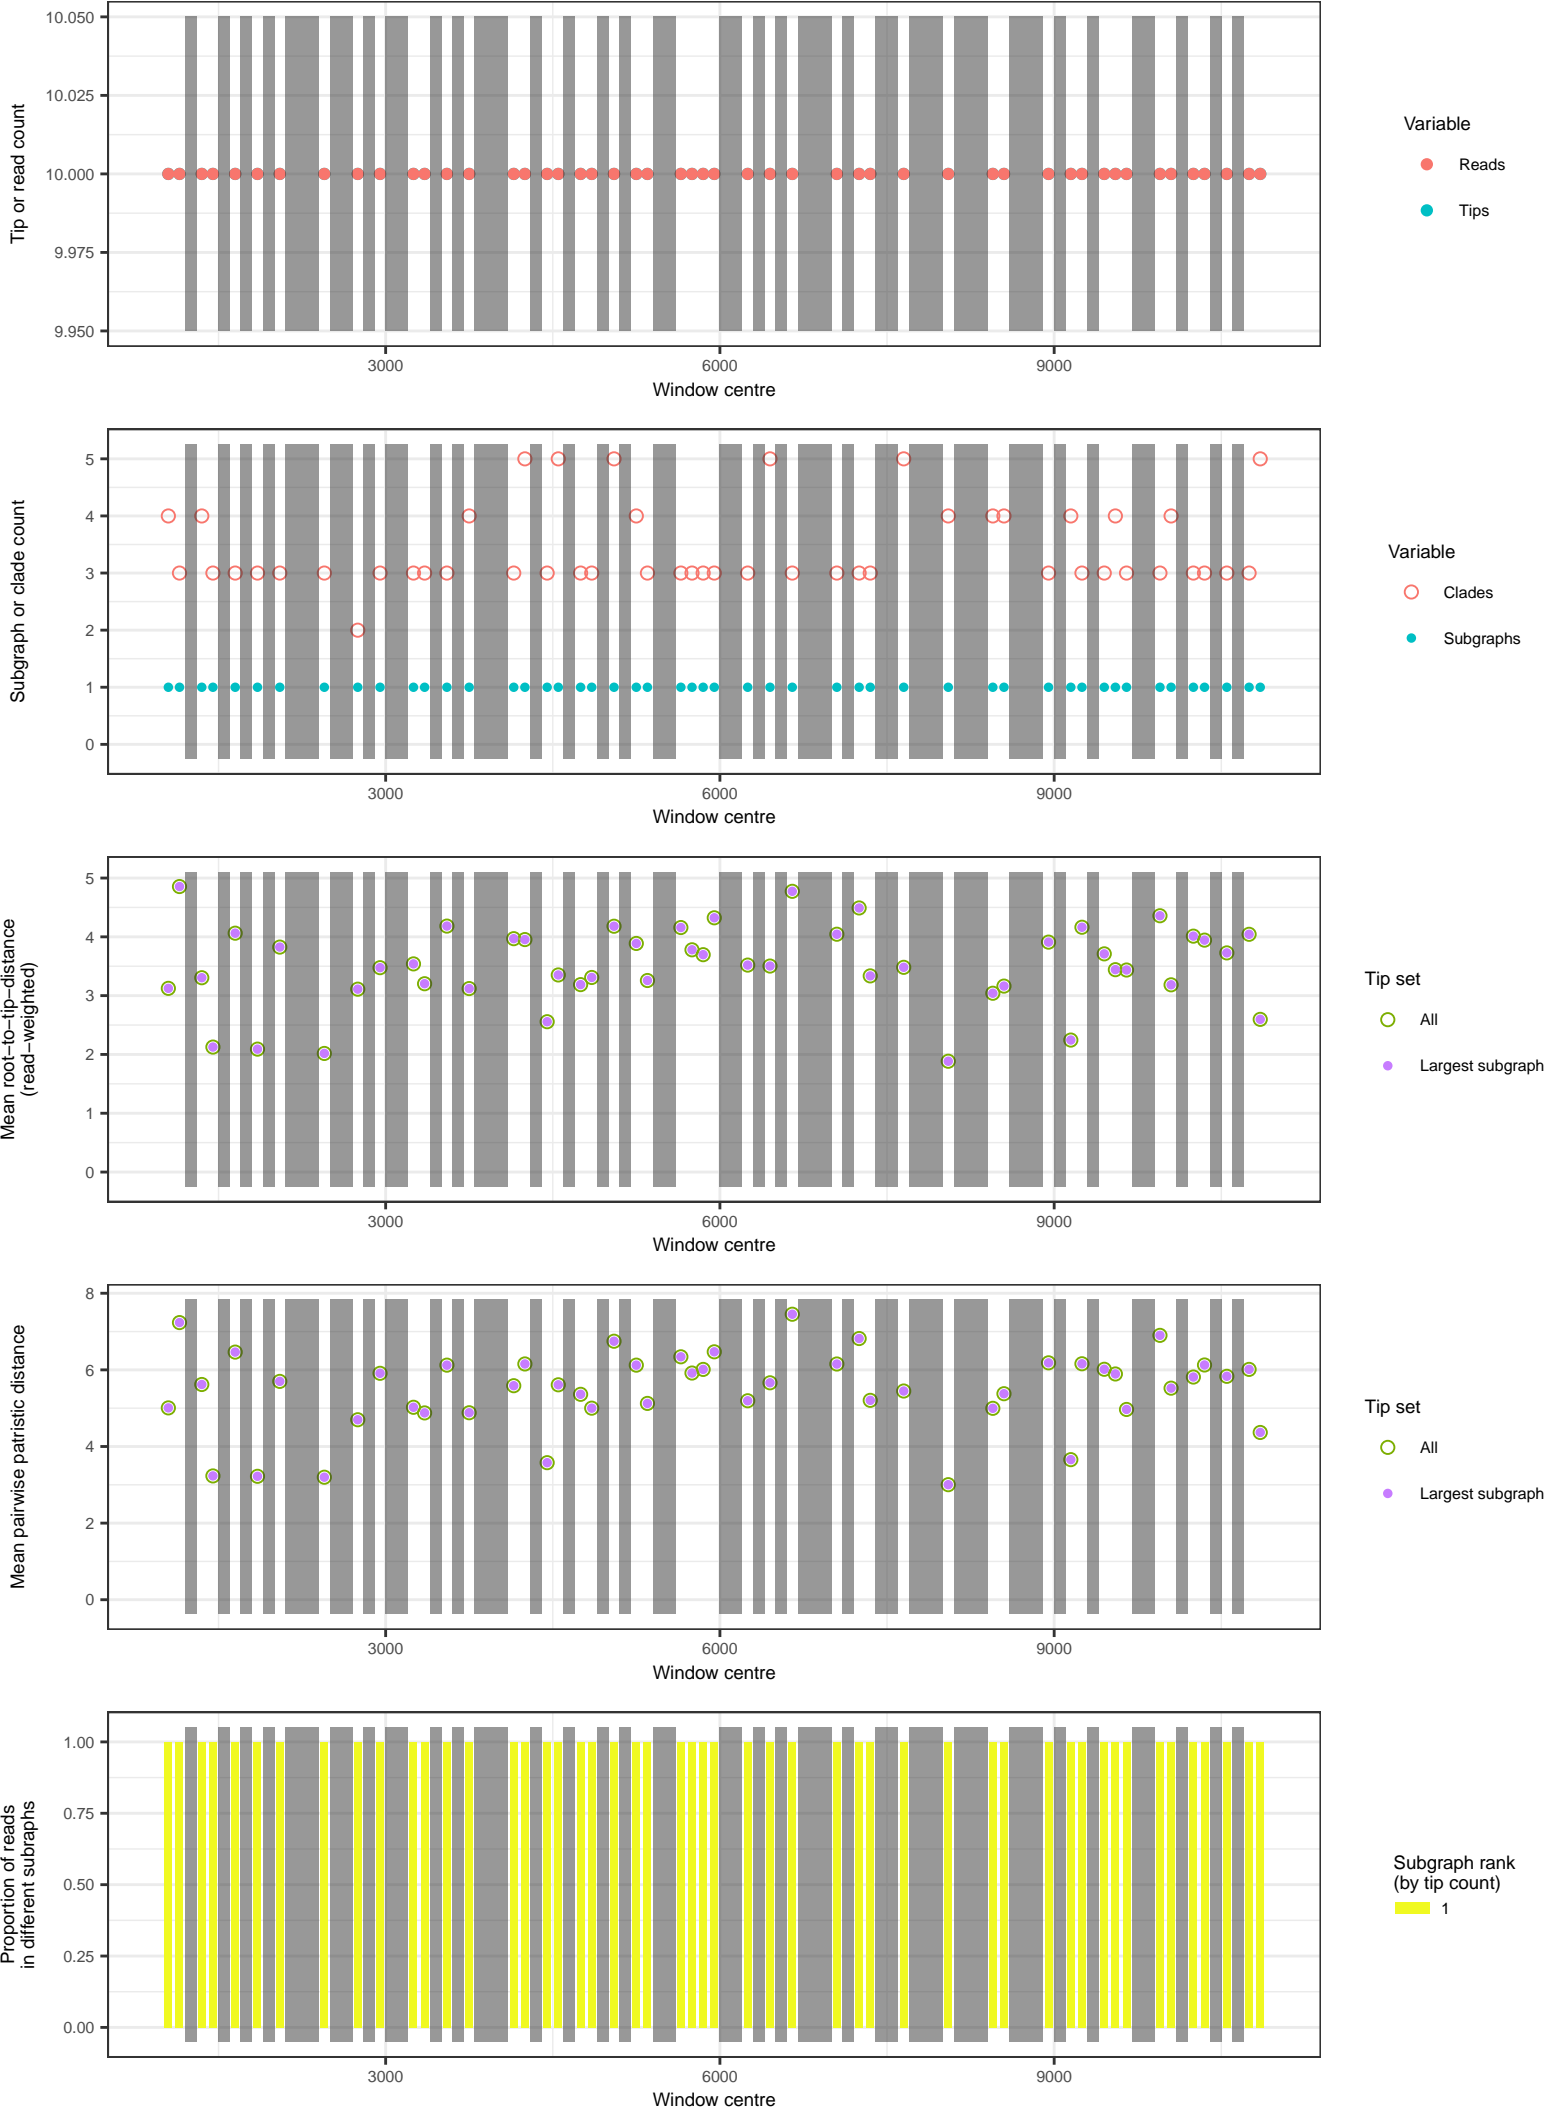 10.050
10.025
10.000
9.975
9.950
Tip or read count
3000 6000 9000
Window centre
Variable
Reads
Tips
5
4
3
2
1
0
Subgraph or clade count
3000 6000 9000
Window centre
Variable
Clades
Subgraphs
5
4
3
2
1
0
Mean root−to−tip−distance
(read−weighted)
3000 6000 9000
Window centre
Tip set
All
Largest subgraph
8
6
4
2
0
Mean pairwise patristic distance
3000 6000 9000
Window centre
Tip set
All
Largest subgraph
1.00
0.75
0.50
0.25
0.00
Proportion of reads
in different subraphs
3000 6000 9000
Window centre
Subgraph rank
(by tip count)
1